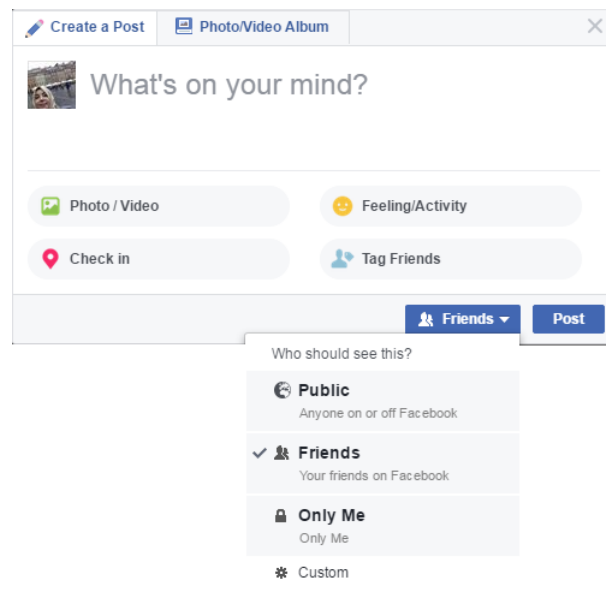 Create a Post Photo/Video Album
What's on your mind?
Photo / Video Feeling/Activity
Check in Tag Friends
Friends Post
Who should see this?
Public
Anyone on or off Facebook
Friends
Your friends on Facebook
Only Me
Only Me
Custom